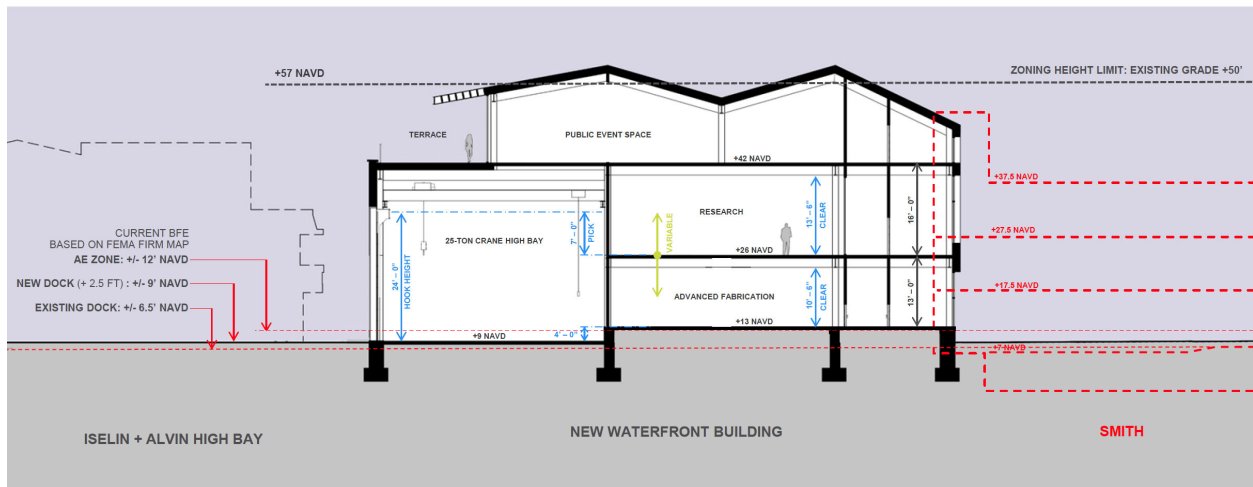 +57 NAVD
ZONING HEIGHT LIMIT: EXISTING GRADE +50'
TERRACE
PUBLIC EVENT SPACE
+42 NAVD
+37.5 NAVD
13' – 6"
CLEAR
16' – 0"
RESEARCH
7' – 0"
PICK
VARIABLE
25-TON CRANE HIGH BAY
+27.5 NAVD
+26 NAVD
CURRENT BFE
BASED ON FEMA FIRM MAP
AE ZONE: +/- 12' NAVD
NEW DOCK (+ 2.5 FT) : +/- 9' NAVD
EXISTING DOCK: +/- 6.5' NAVD
24' – 0"
HOOK HEIGHT
ADVANCED FABRICATION
10' – 6"
CLEAR
13' – 0"
+17.5 NAVD
+13 NAVD
+9 NAVD
4' – 0"
+7 NAVD
ISELIN + ALVIN HIGH BAY
NEW WATERFRONT BUILDING
SMITH